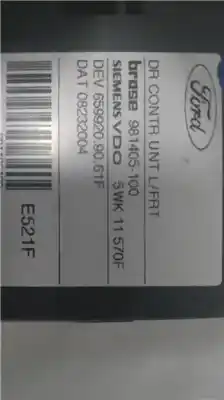 Ford
DR CONTR UNT L/FRT
brose 981405-100
SIEMENS VDO 5WK 11 570F
DEV 659920.90.61F
DAT 08232004
E521F